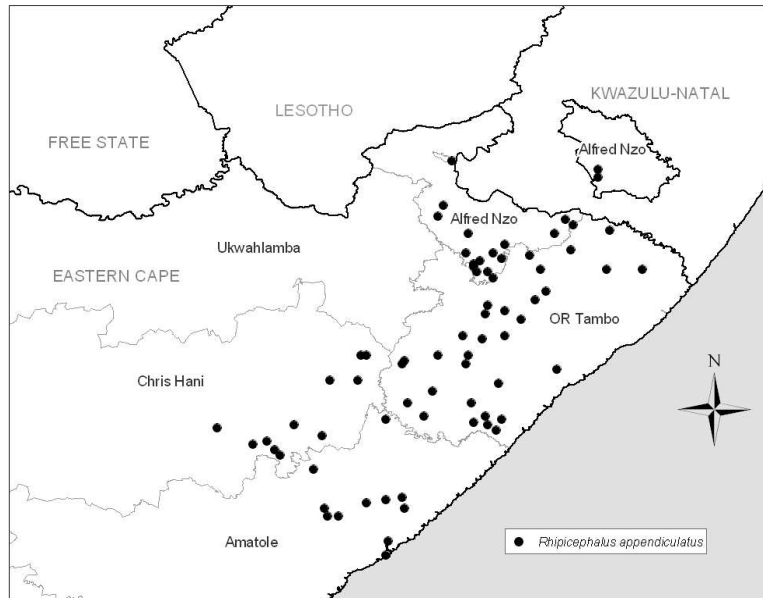 KWAZULU-NATAL
LESOTHO
FREE STATE
Alfred Nzo
Alfred Nzo
Ukwahlamba
EASTERN CAPE
OR Tambo
Chris Hani
N
Amatole
Rhipicephalus appendiculatus